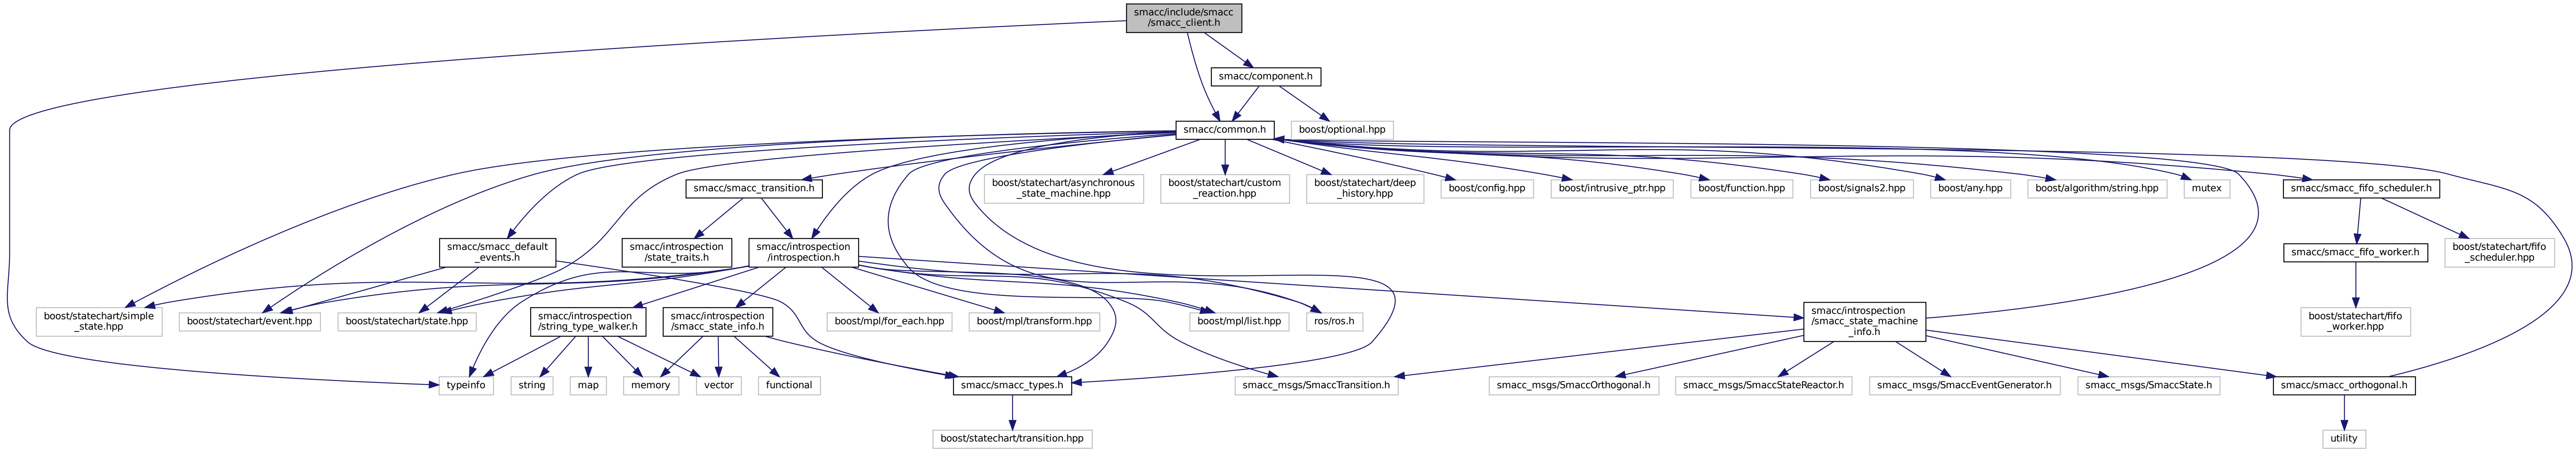 smacc/include/smacc
/smacc_client.h
smacc/component.h
smacc/common.h
boost/optional.hpp
smacc/smacc_transition.h
boost/statechart/asynchronous
_state_machine.hpp
boost/statechart/custom
_reaction.hpp
boost/statechart/deep
_history.hpp
boost/config.hpp
boost/intrusive_ptr.hpp
boost/function.hpp
boost/signals2.hpp
boost/any.hpp
boost/algorithm/string.hpp
mutex
smacc/smacc_fifo_scheduler.h
smacc/smacc_default
_events.h
smacc/introspection
/state_traits.h
smacc/introspection
/introspection.h
smacc/smacc_fifo_worker.h
boost/statechart/fifo
_scheduler.hpp
boost/statechart/simple
_state.hpp
boost/statechart/event.hpp
boost/statechart/state.hpp
smacc/introspection
/string_type_walker.h
smacc/introspection
/smacc_state_info.h
boost/mpl/for_each.hpp
boost/mpl/transform.hpp
boost/mpl/list.hpp
ros/ros.h
smacc/introspection
/smacc_state_machine
_info.h
boost/statechart/fifo
_worker.hpp
typeinfo
string
map
memory
vector
functional
smacc/smacc_types.h
smacc_msgs/SmaccTransition.h
smacc_msgs/SmaccOrthogonal.h
smacc_msgs/SmaccStateReactor.h
smacc_msgs/SmaccEventGenerator.h
smacc_msgs/SmaccState.h
smacc/smacc_orthogonal.h
boost/statechart/transition.hpp
utility